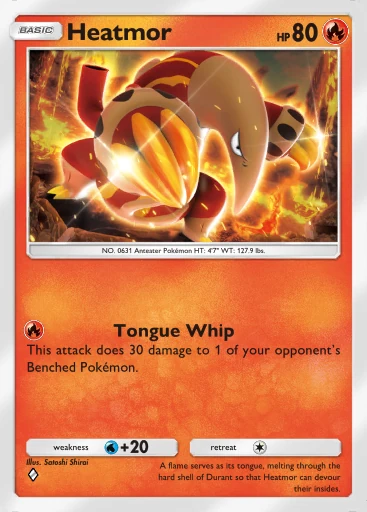 BASIC
Heatmor
HP 80
NO. 0631 Anteater Pokémon HT: 4'7" WT: 127.9 lbs.
Tongue Whip
This attack does 30 damage to 1 of your opponent's
Benched Pokémon.
weakness +20
retreat
Illus. Satoshi Shirai
A flame serves as its tongue, melting through the
hard shell of Durant so that Heatmor can devour
their insides.